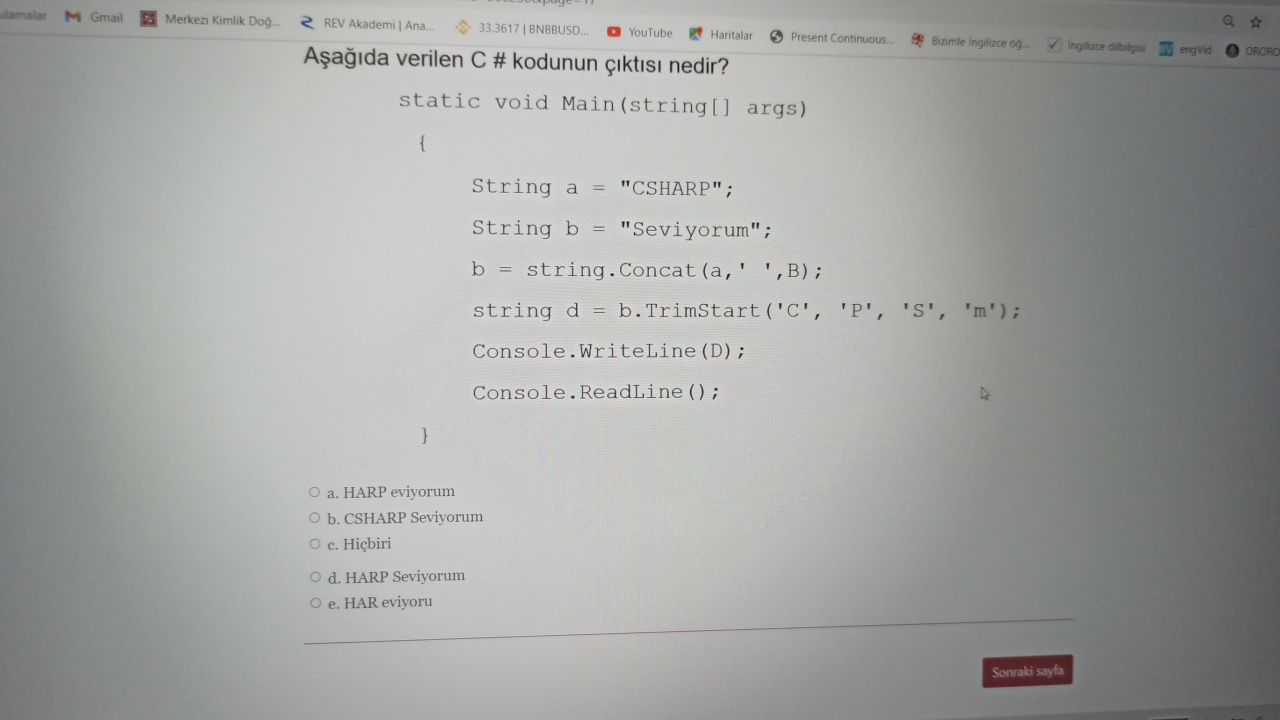 Gmail
Merkezi Kimlik Doğ...
REV Akademi | Ana...
33.3617 | BNBBUSD...
YouTube
Haritalar
Present Continuous...
Bizimle İngilizce öğ...
İngilizce dilbilgisi
engVid
ORORO
Aşağıda verilen C # kodunun çıktısı nedir?
static void Main(string[] args)
{
String a = "CSHARP";
String b = "Seviyorum";
b = string.Concat(a,' ',B);
string d = b.TrimStart('C', 'P', 'S', 'm');
Console.WriteLine(D);
Console.ReadLine();
}
a. HARP eviyorum
b. CSHARP Seviyorum
c. Hiçbiri
d. HARP Seviyorum
e. HAR eviyoru
Sonraki sayfa